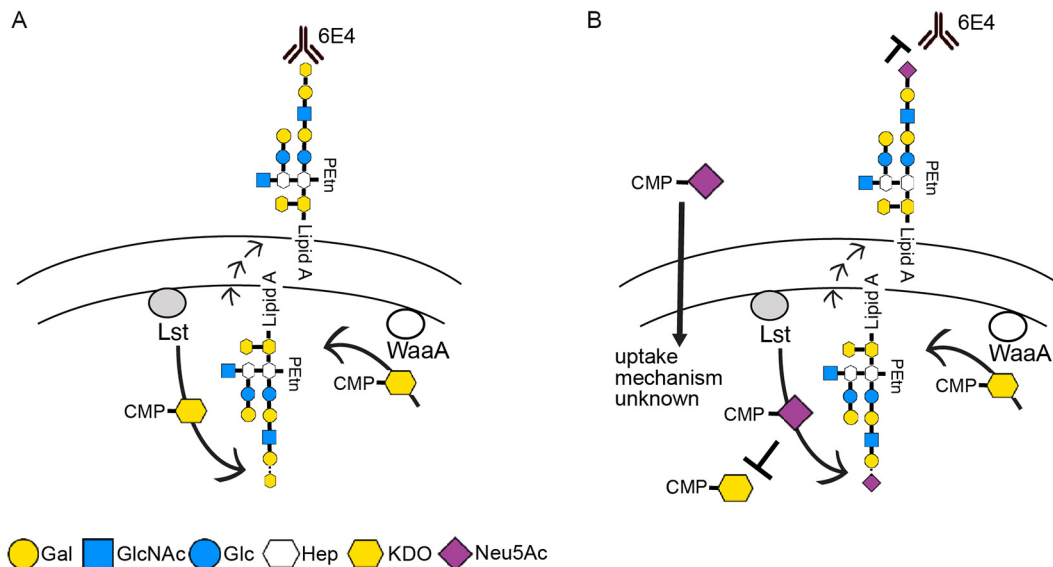 A
6E4
PEtn
Lipid A
Lipid A
Lst
WaaA
PEtn
CMP
CMP
B
6E4
CMP
PEtn
Lipid A
Lipid A
Lst
WaaA
uptake
mechanism
unknown
PEtn
CMP
CMP
CMP
Gal GlcNAc Glc Hep KDO Neu5Ac